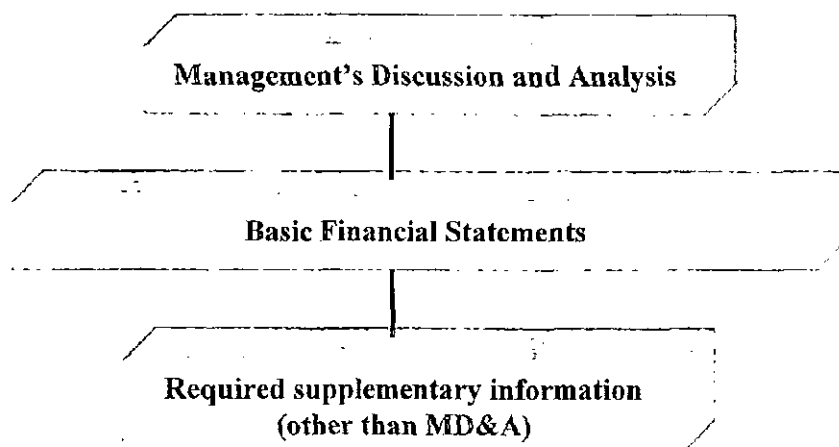 Management's Discussion and Analysis
Basic Financial Statements
Required supplementary information
(other than MD&A)